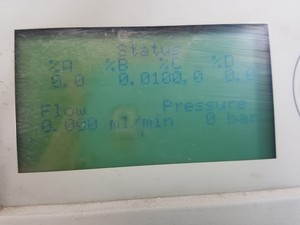 Status
%A %B %C %D
0.0 0.0100.0 0.0
Flow Pressure
0.000 ml/min 0 bar